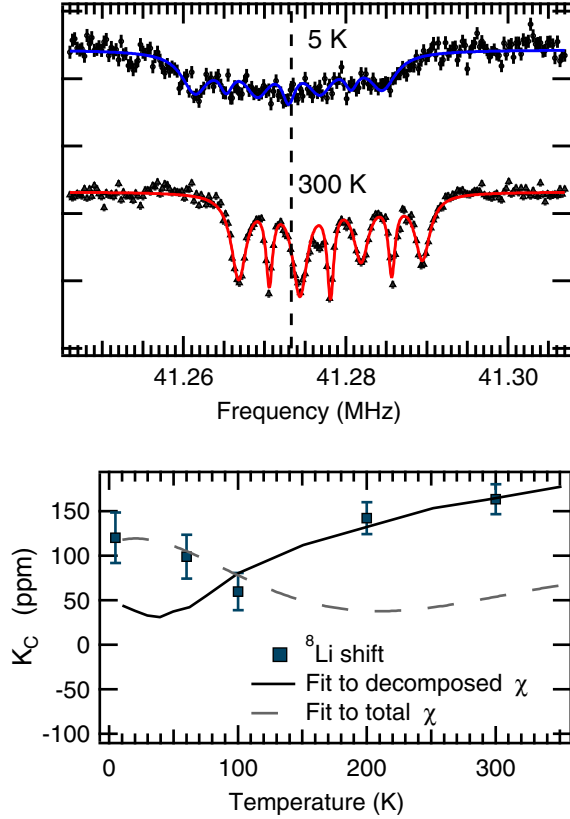 5 K
300 K
41.26 41.28 41.30
Frequency (MHz)
K_C (ppm)
150
100
50
0
-50
-100
⁸Li shift
Fit to decomposed χ
Fit to total χ
0 100 200 300
Temperature (K)